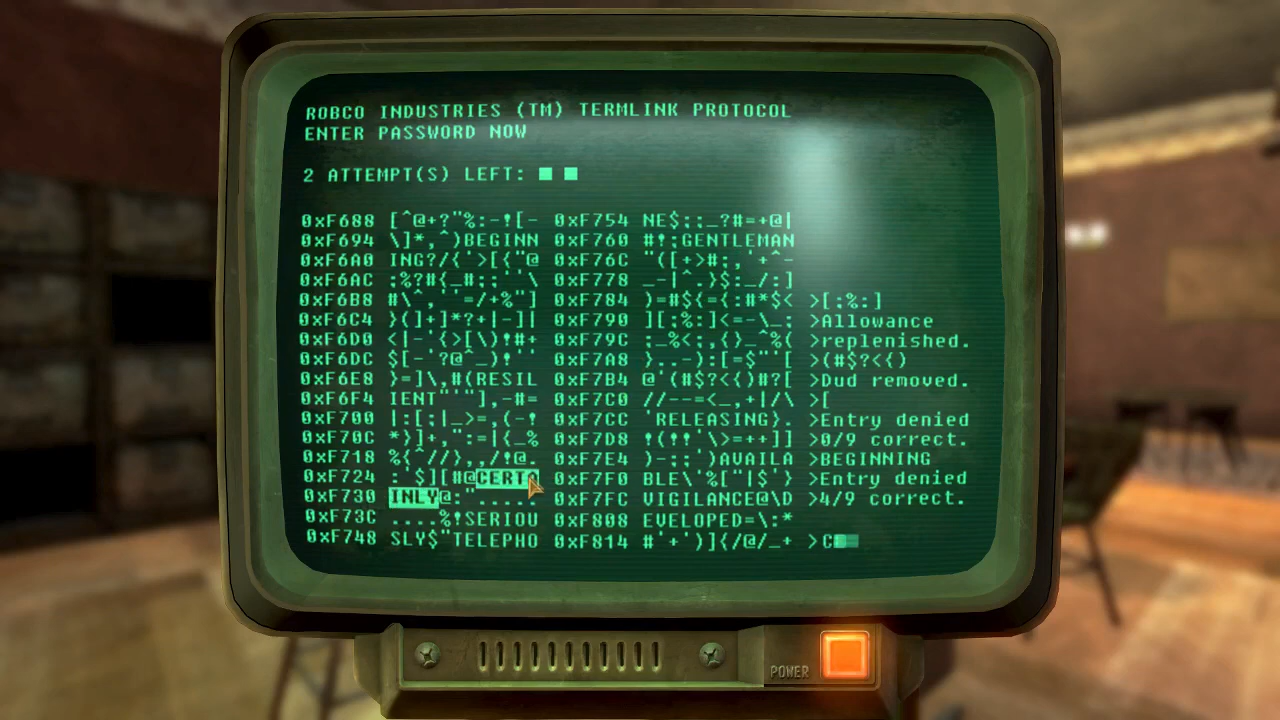 ROBCO INDUSTRIES (TM) TERMLINK PROTOCOL
ENTER PASSWORD NOW
2 ATTEMPT(S) LEFT: ■ ■
0xF688 [^@+?"%:-![- 0xF754 NE$;;_?#=+@|
0xF694 \]*,^)BEGINN 0xF760 #!;GENTLEMAN
0xF6A0 ING?/{'>[{"@ 0xF76C "([+>#;,'+^-
0xF6AC :%?#{_#;;''\ 0xF778 _-|^.}$:_/:]
0xF6B8 #\^,''=/+%"] 0xF784 )=#${={:#*$< >[;%:]
0xF6C4 }(]+]*?+|-]| 0xF790 ][;%:]<=-\_; >Allowance
0xF6D0 <|-'{>[\)!#+ 0xF79C ;_%<;,{}_^%( >replenished.
0xF6DC $[-'?@^_)!'' 0xF7A8 }..-):[=$"'[ >(#$?<{)
0xF6E8 }=]\,#(RESIL 0xF7B4 @'(#$?<{)#?[ >Dud removed.
0xF6F4 IENT"'"],-#= 0xF7C0 //--=<_,+|/\ >[
0xF700 |:[;|_>=,(-! 0xF7CC 'RELEASING}. >Entry denied
0xF70C *}]+,":=|{_% 0xF7D8 !(!!'\>=++]] >0/9 correct.
0xF718 %{^//},,/!@. 0xF7E4 )-;;')AVAILA >BEGINNING
0xF724 :'$][#@CERTA 0xF7F0 BLE\'%["|$'} >Entry denied
0xF730 INLY@:"..... 0xF7FC VIGILANCE@\D >4/9 correct.
0xF73C ....%!SERIOU 0xF808 EVELOPED=\:*
0xF748 SLY$"TELEPHO 0xF814 #'+')]{/@/_+ >C
POWER